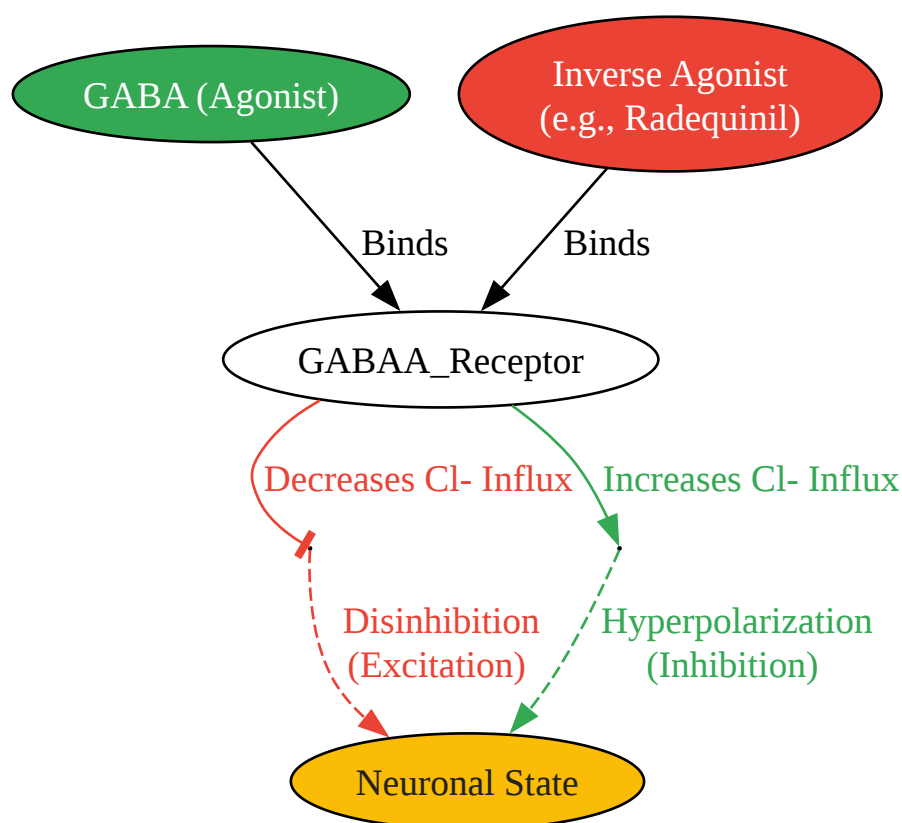 GABA (Agonist)
Inverse Agonist
(e.g., Radequinil)
Binds
Binds
GABAA_Receptor
Decreases Cl- Influx
Increases Cl- Influx
Disinhibition
(Excitation)
Hyperpolarization
(Inhibition)
Neuronal State